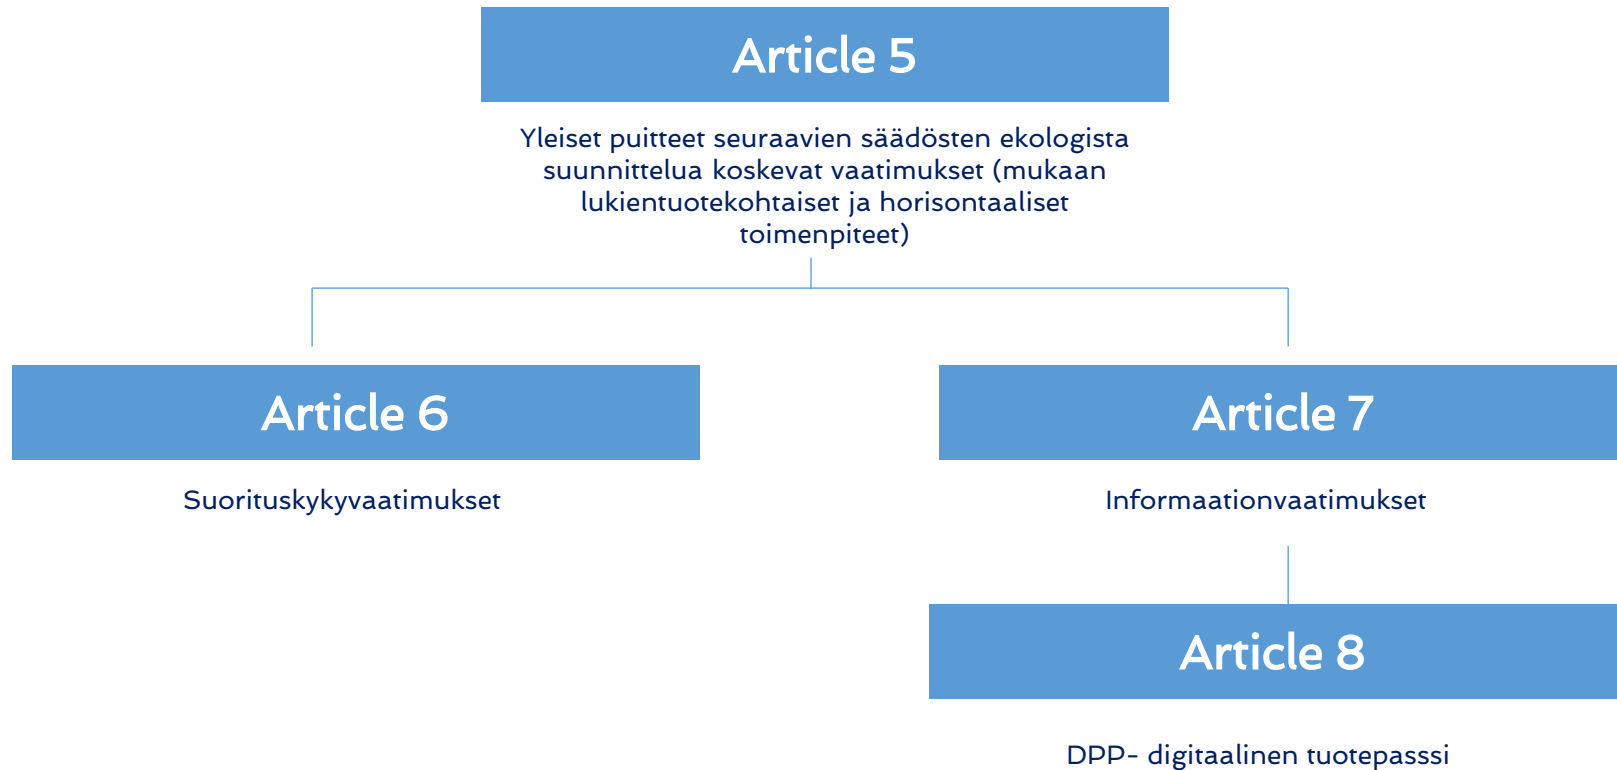 Article 5
Yleiset puitteet seuraavien säädösten ekologista
suunnittelua koskevat vaatimukset (mukaan
lukientuotekohtaiset ja horisontaaliset
toimenpiteet)
Article 6
Suorituskykyvaatimukset
Article 7
Informaationvaatimukset
Article 8
DPP- digitaalinen tuotepasssi